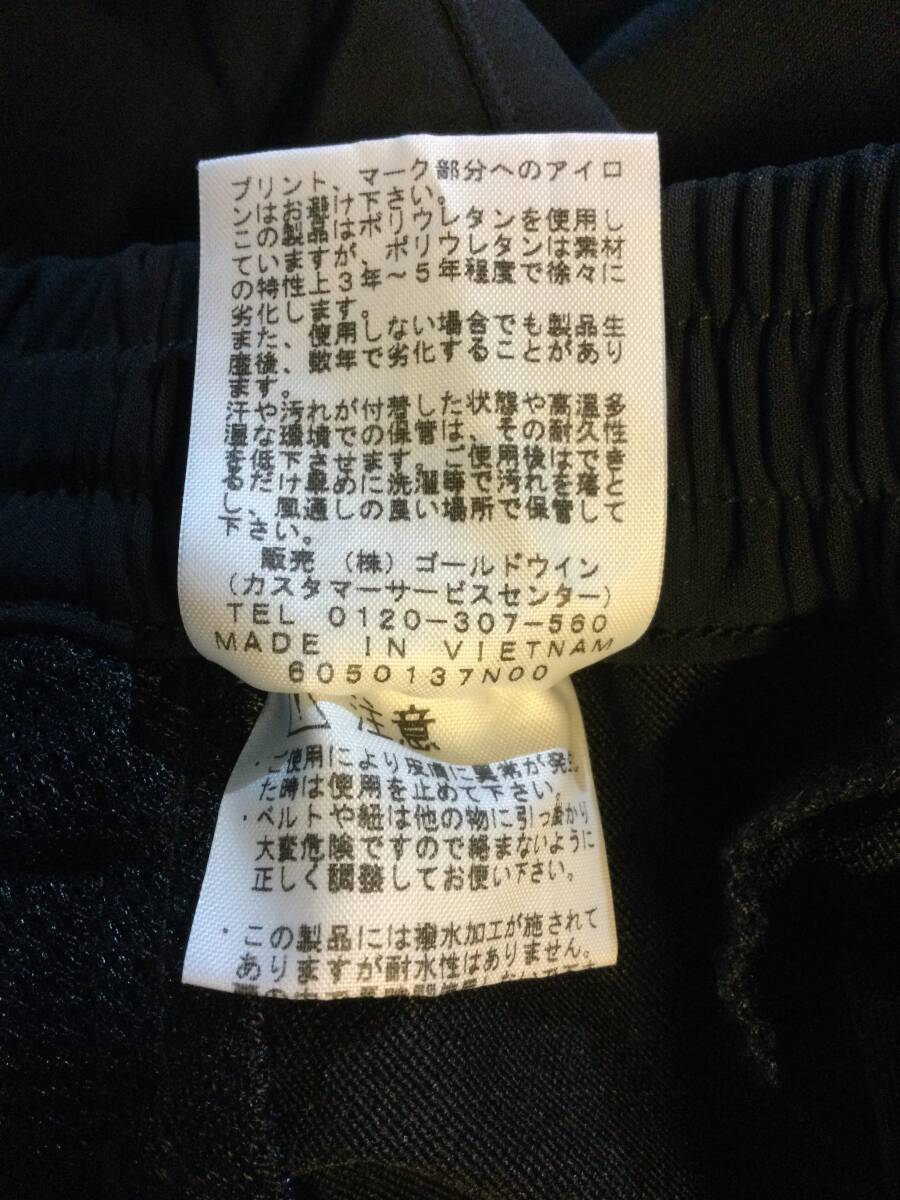 プリント、マーク部分へのアイロ
ンはお避け下さい。
この製品はポリウレタンを使用し
ていますが、ポリウレタンは素材
の特性上3年～5年程度で徐々に
劣化します。
また、使用しない場合でも製品生
産後、数年で劣化することがあり
ます。
汗や汚れが付着した状態や高温多
湿な環境での保管は、その耐久性
を低下させます。ご使用後はでき
るだけ早めに洗濯等で汚れを落と
し、風通しの良い場所で保管して
下さい。
販売 (株) ゴールドウイン
(カスタマーサービスセンター)
TEL 0120-307-560
MADE IN VIETNAM
6050137N00
注意
・ご使用により皮膚に異常が発生し
た時は使用を止めて下さい。
・ベルトや紐は他の物に引っ掛かり
大変危険ですので絡まないように
正しく調整してお使い下さい。
・この製品には撥水加工が施されて
ありますが耐水性はありません。